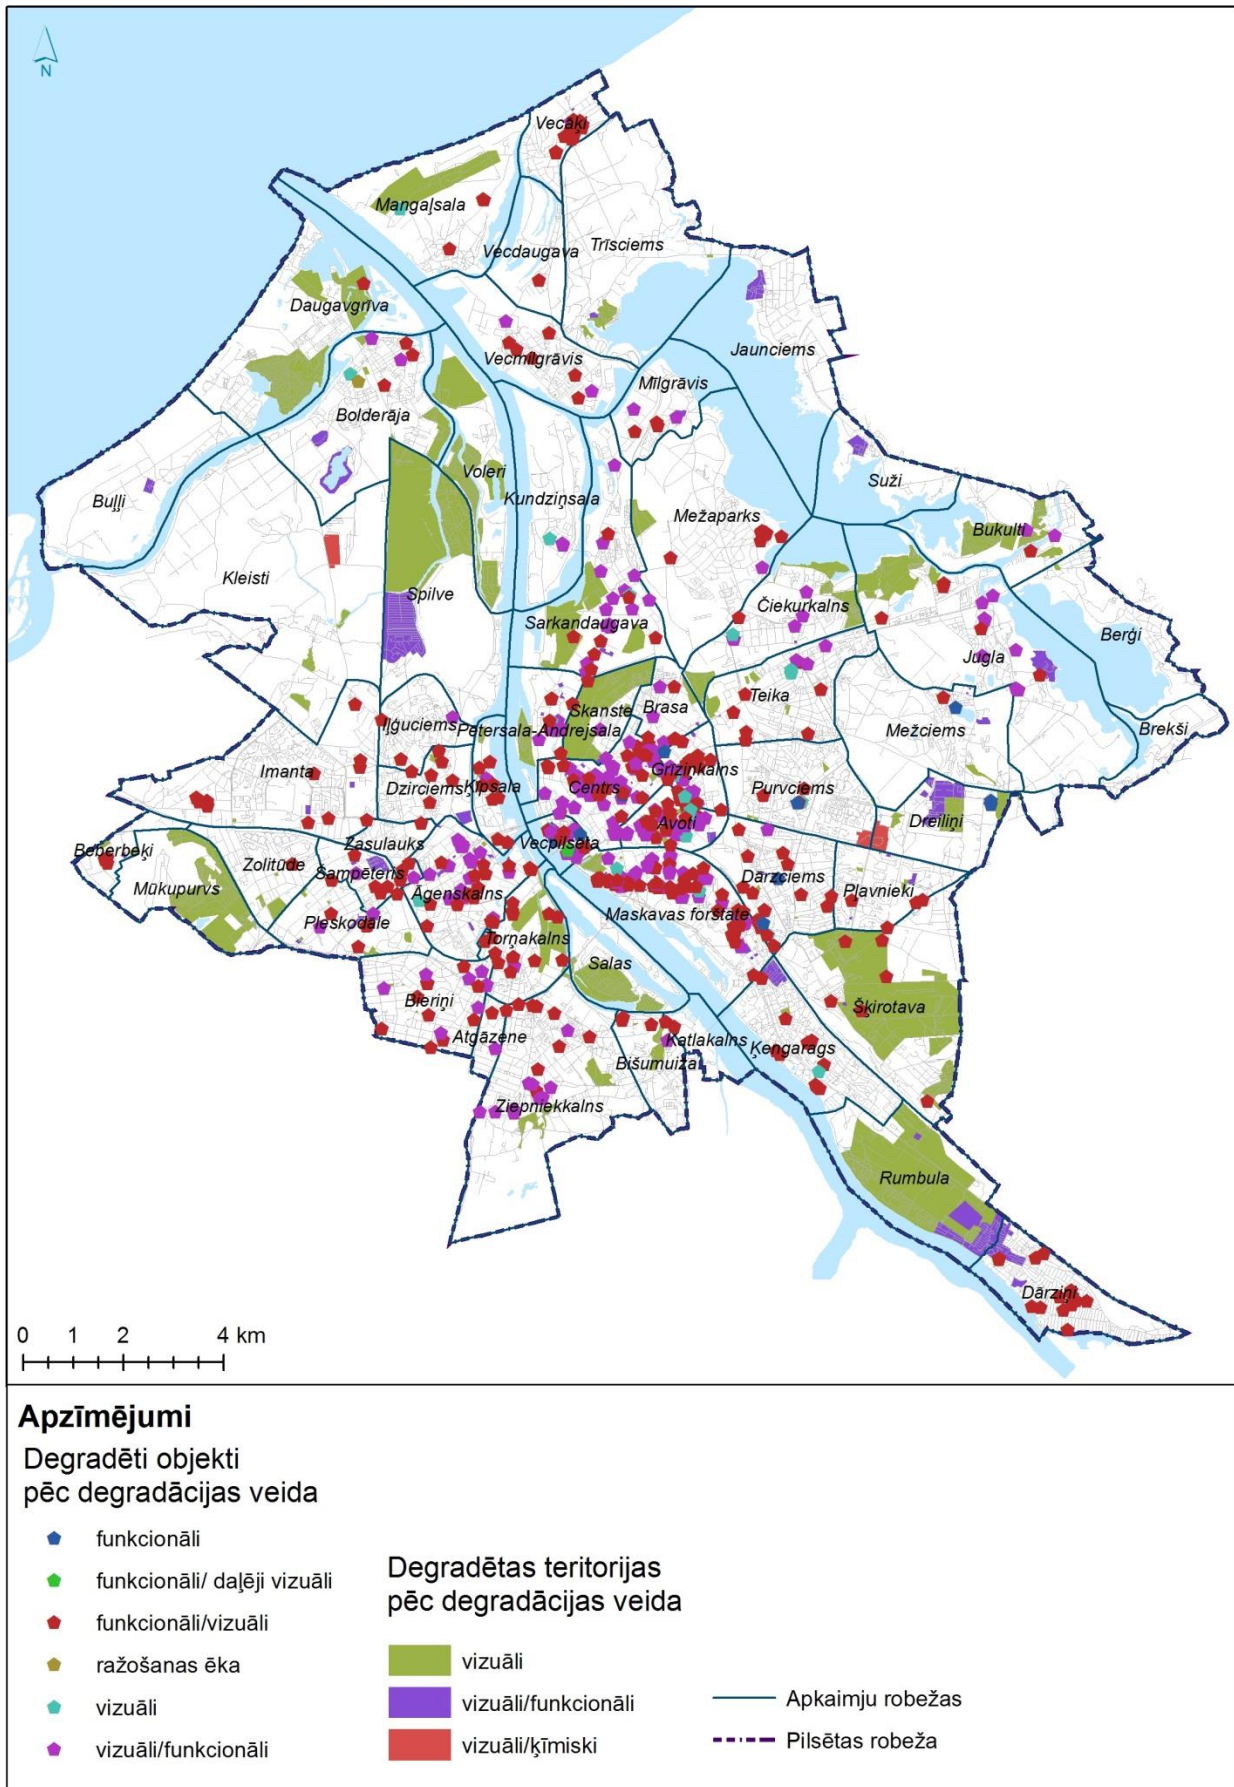 N
Vecāķi
Mangaļsala
Vecdaugava
Trīsciems
Daugavgrīva
Jaunciems
Vecmīlgrāvis
Mīlgrāvis
Bolderāja
Voleri
Kundziņsala
Suži
Buļļi
Mežaparks
Bukulti
Kleisti
Spilve
Čiekurkalns
Sarkandaugava
Berģi
Jugla
Skanste
Brasa
Teika
Iļģuciems
Pētersala-Andrejsala
Mežciems
Brekši
Imanta
Dzirciems
Ķīpsala
Centrs
Grīziņkalns
Purvciems
Avoti
Dreiliņi
Beberbeķi
Zasulauks
Vecpilsēta
Zolitūde
Šampēteris
Mūkupurvs
Āgenskalns
Dārzciems
Pļavnieki
Pleskodāle
Maskavas forštate
Torņakalns
Salas
Bieriņi
Šķirotava
Atgāzene
Katlakalns
Ķengarags
Bišumuiža
Ziepniekkalns
Rumbula
Dārziņi
0 1 2 4 km
Apzīmējumi
Degradēti objekti
pēc degradācijas veida
funkcionāli
funkcionāli/ daļēji vizuāli
funkcionāli/vizuāli
ražošanas ēka
vizuāli
vizuāli/funkcionāli
Degradētas teritorijas
pēc degradācijas veida
vizuāli
vizuāli/funkcionāli
vizuāli/ķīmiski
Apkaimju robežas
Pilsētas robeža